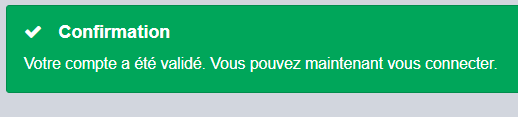 Confirmation
Votre compte a été validé. Vous pouvez maintenant vous connecter.